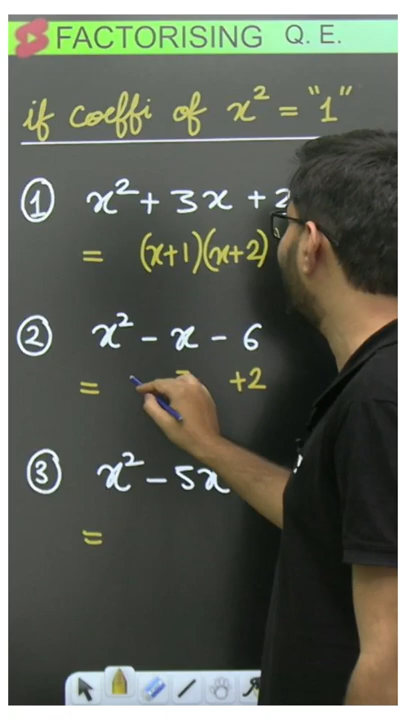 FACTORISING Q. E.
if coeffi of x² = "1"
① x² + 3x + 2
= (x+1)(x+2)
② x² - x - 6
= +2
③ x² - 5x
=